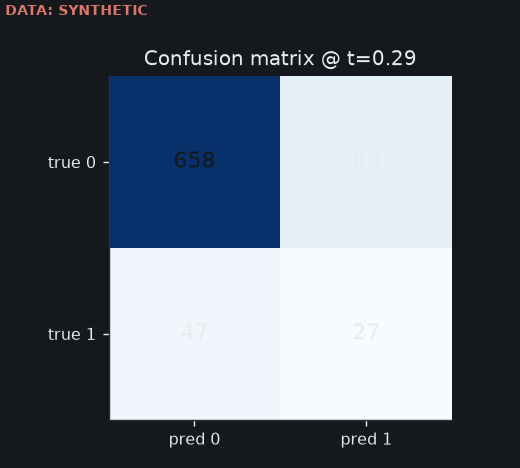 DATA: SYNTHETIC
Confusion matrix @ t=0.29
true 0 658 80
true 1 47 27
pred 0 pred 1